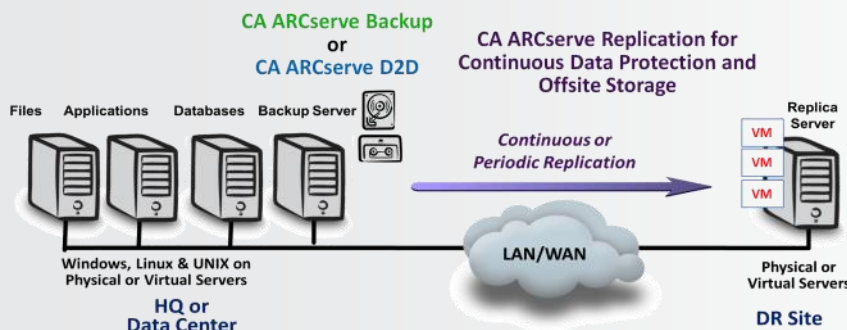 CA ARCserve Backup
or
CA ARCserve D2D
CA ARCserve Replication for
Continuous Data Protection and
Offsite Storage
Files
Applications
Databases
Backup Server
Replica
Server
Continuous or
Periodic Replication
VM
VM
VM
LAN/WAN
Windows, Linux & UNIX on
Physical or Virtual Servers
HQ or
Data Center
Physical or
Virtual Servers
DR Site